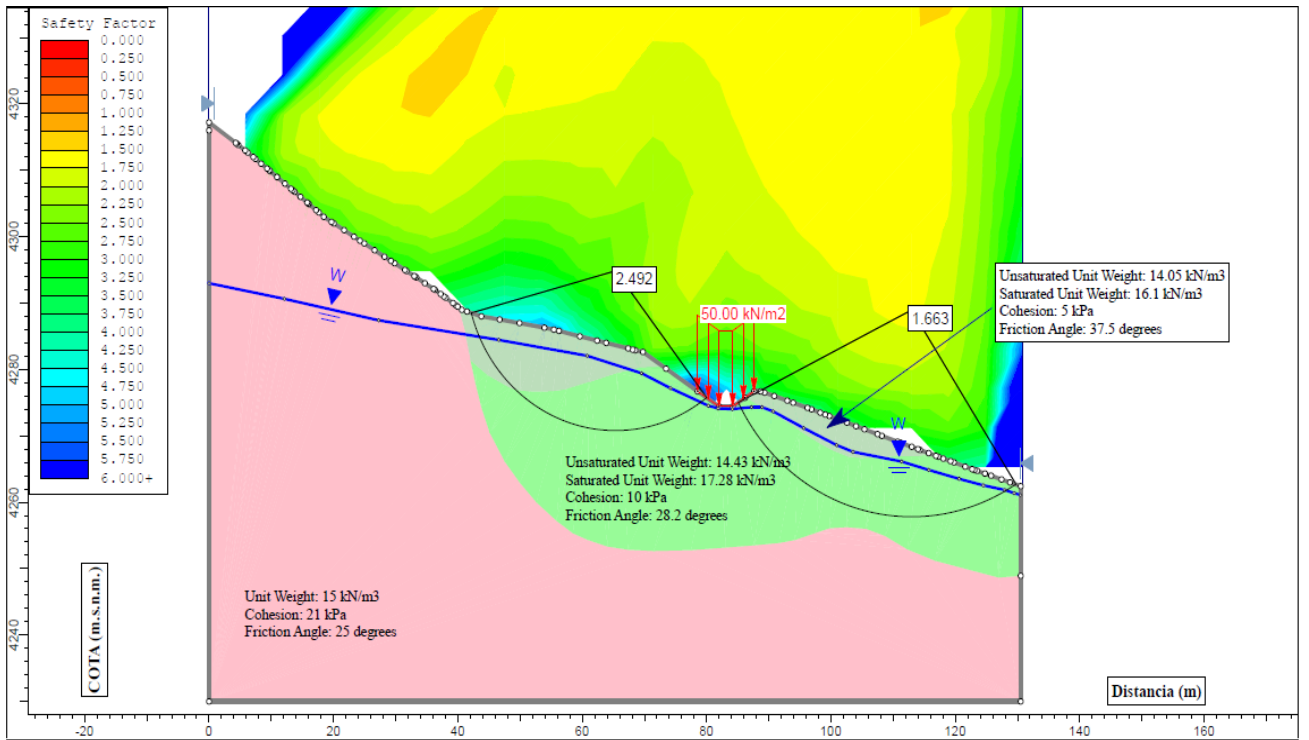 Safety Factor
0.000
0.250
0.500
0.750
1.000
1.250
1.500
1.750
2.000
2.250
2.500
2.750
3.000
3.250
3.500
3.750
4.000
4.250
4.500
4.750
5.000
5.250
5.500
5.750
6.000+
4320
4300
4280
4260
4240
W
2.492
50.00 kN/m2
1.663
Unsaturated Unit Weight: 14.05 kN/m3
Saturated Unit Weight: 16.1 kN/m3
Cohesion: 5 kPa
Friction Angle: 37.5 degrees
W
Unsaturated Unit Weight: 14.43 kN/m3
Saturated Unit Weight: 17.28 kN/m3
Cohesion: 10 kPa
Friction Angle: 28.2 degrees
Unit Weight: 15 kN/m3
Cohesion: 21 kPa
Friction Angle: 25 degrees
COTA (m.s.n.m.)
Distancia (m)
-20 0 20 40 60 80 100 120 140 160